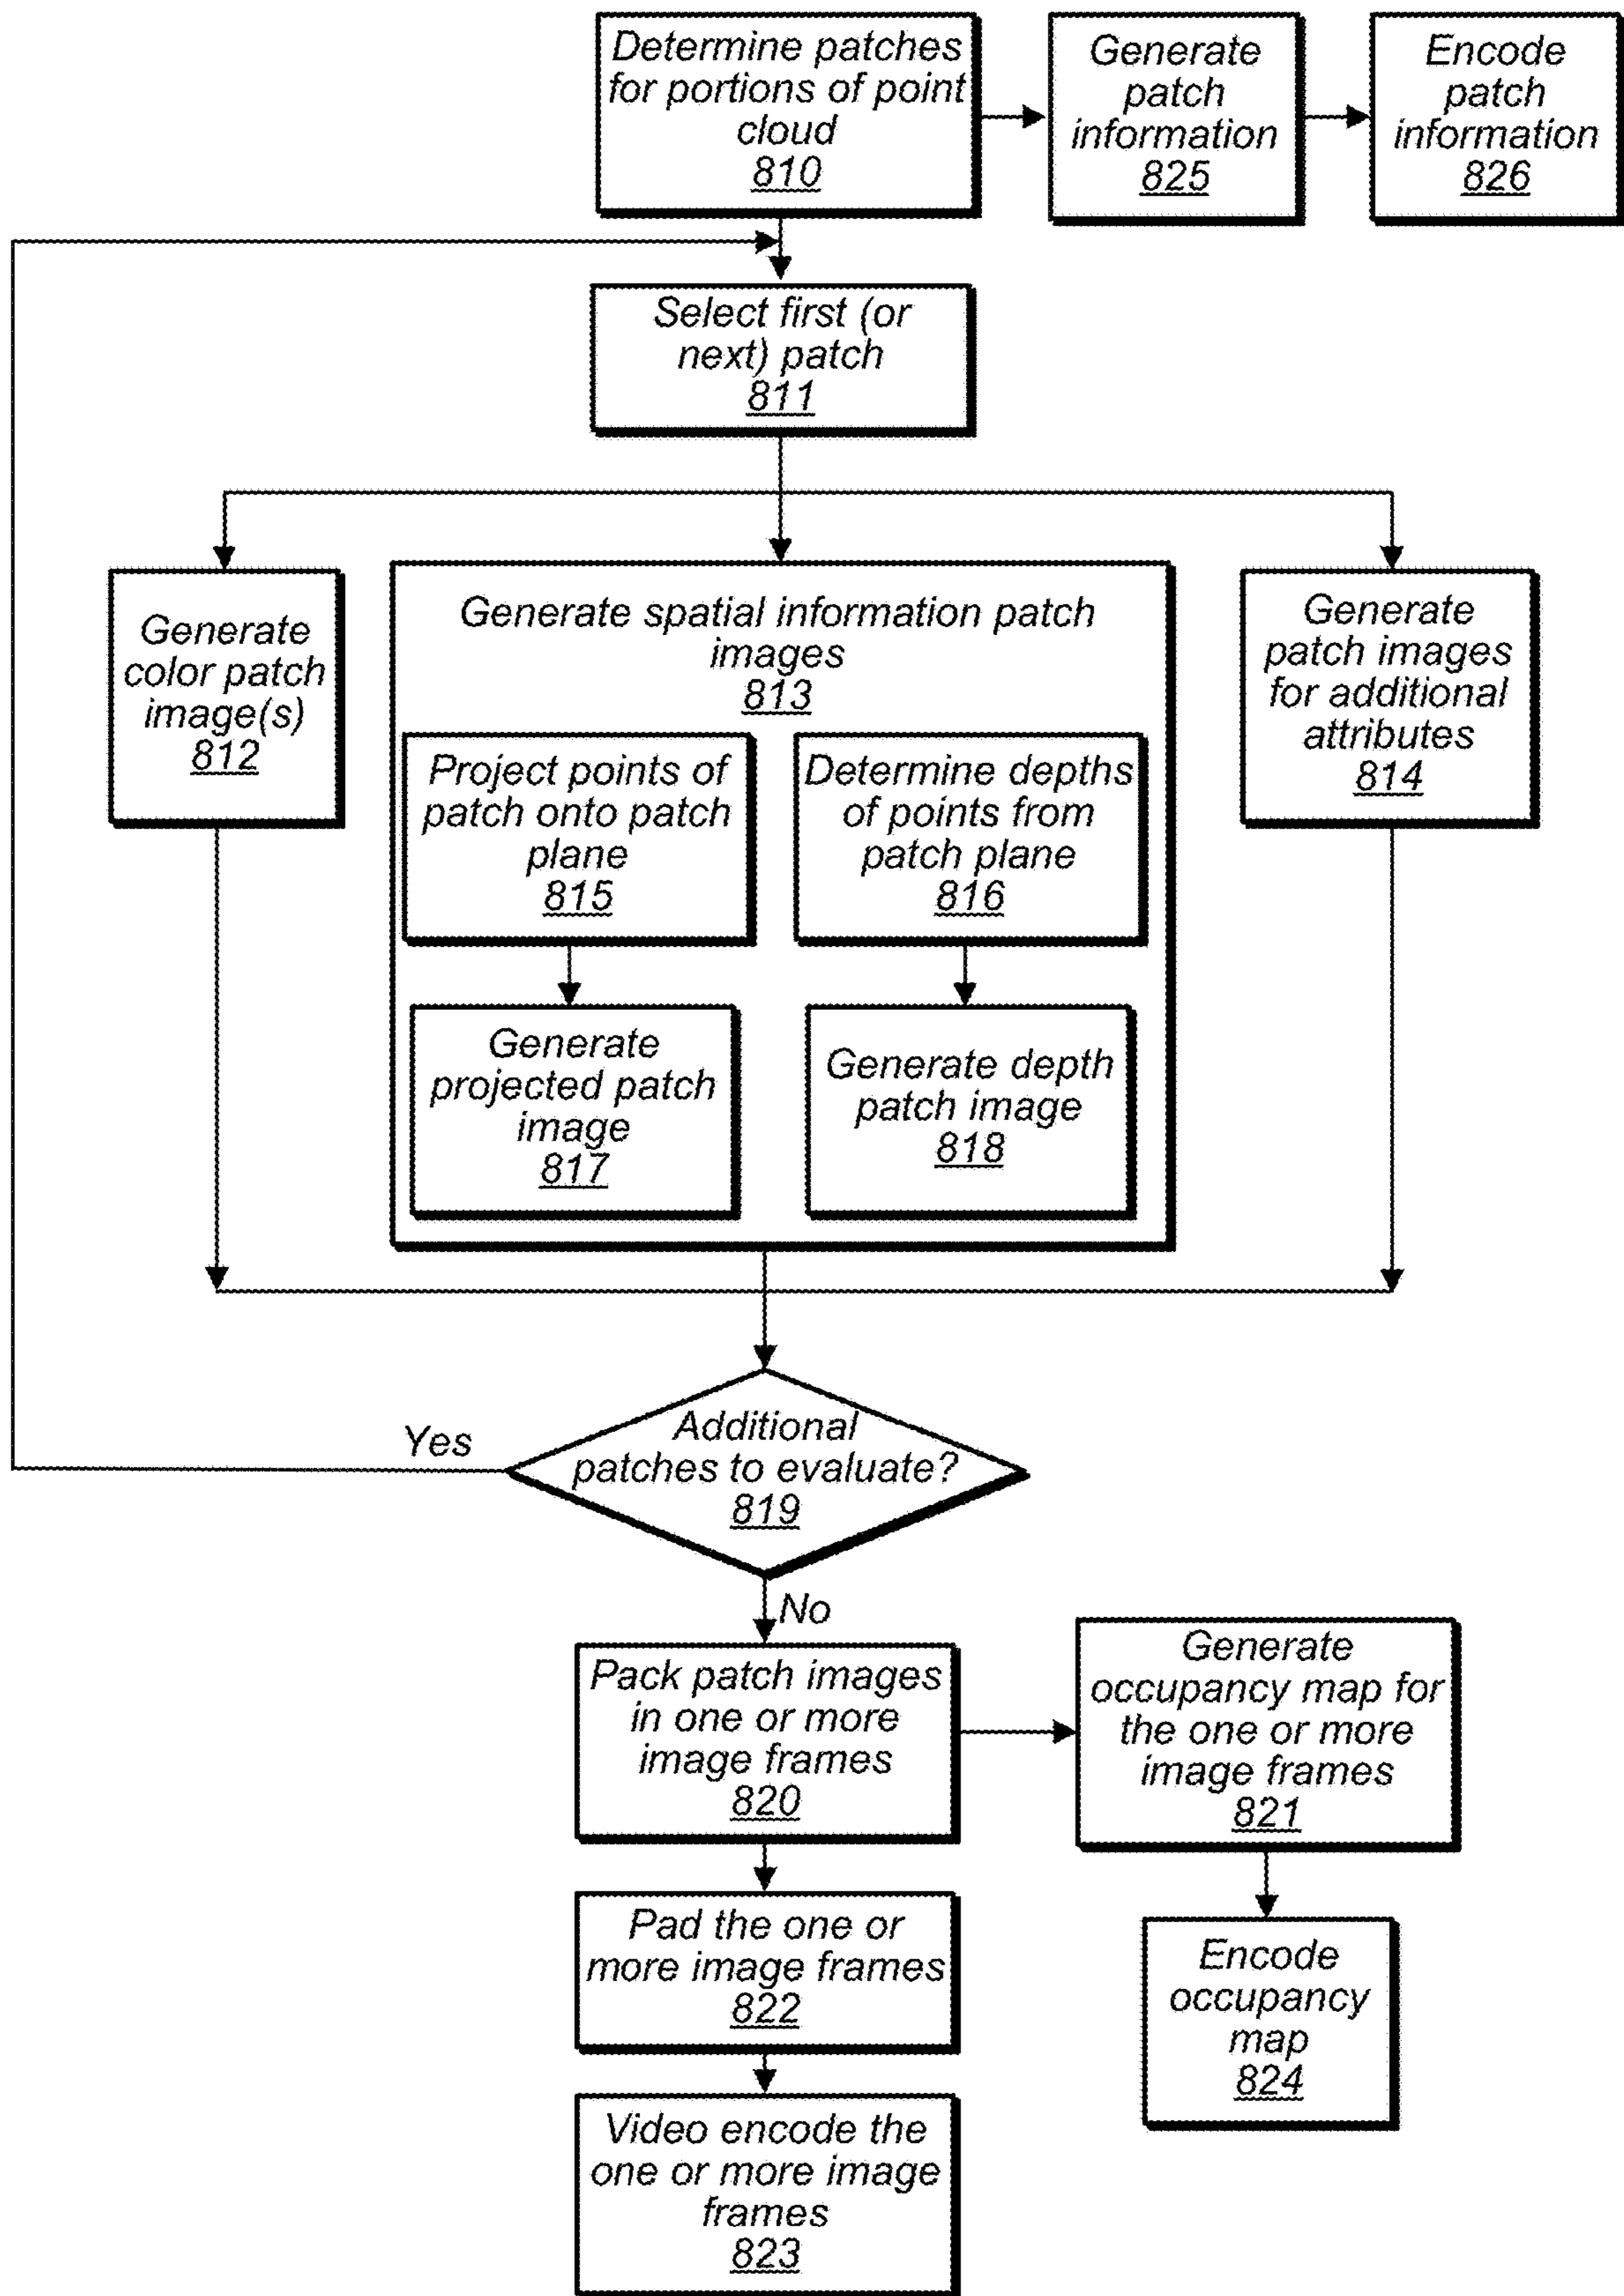 Determine patches
for portions of point
cloud
810
Generate
patch
information
825
Encode
patch
information
826
Select first (or
next) patch
811
Generate
color patch
image(s)
812
Generate spatial information patch
images
813
Project points of
patch onto patch
plane
815
Determine depths
of points from
patch plane
816
Generate
projected patch
image
817
Generate depth
patch image
818
Generate
patch images
for additional
attributes
814
Additional
patches to evaluate?
819
Yes
No
Pack patch images
in one or more
image frames
820
Generate
occupancy map for
the one or more
image frames
821
Pad the one or
more image frames
822
Encode
occupancy
map
824
Video encode the
one or more image
frames
823